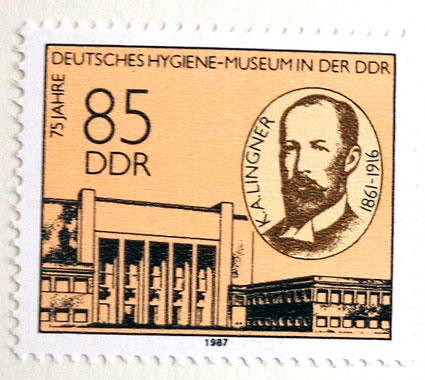 DEUTSCHES HYGIENE-MUSEUM IN DER DDR
75 JAHRE
85
DDR
K.A. LINGNER
1861-1916
1987